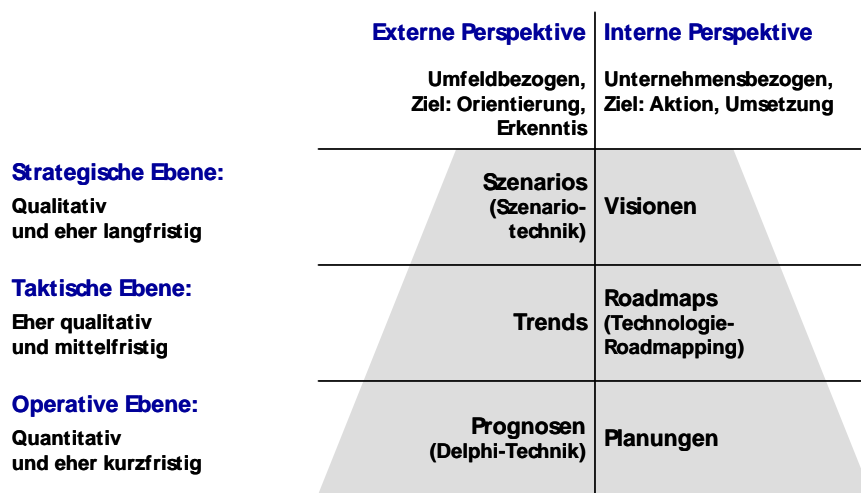 Externe Perspektive
Interne Perspektive
Umfeldbezogen,
Ziel: Orientierung,
Erkenntis
Unternehmensbezogen,
Ziel: Aktion, Umsetzung
Strategische Ebene:
Qualitativ
und eher langfristig
Szenarios
(Szenario-
technik)
Visionen
Taktische Ebene:
Eher qualitativ
und mittelfristig
Trends
Roadmaps
(Technologie-
Roadmapping)
Operative Ebene:
Quantitativ
und eher kurzfristig
Prognosen
(Delphi-Technik)
Planungen